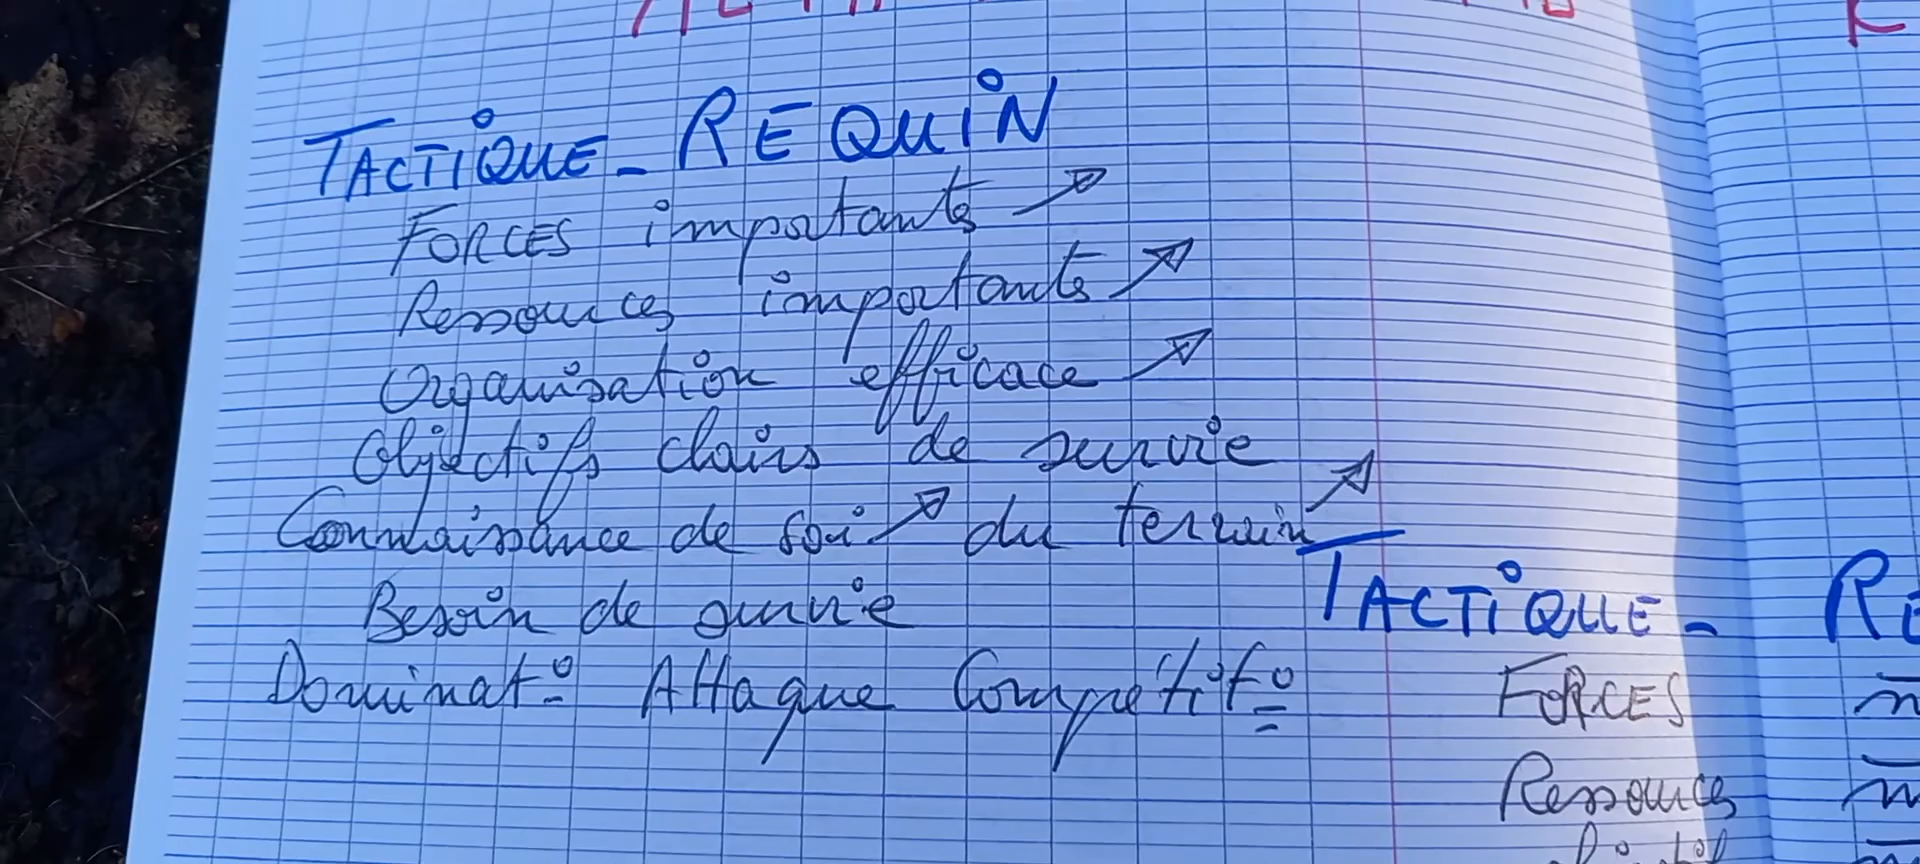 TACTIQUE - REQUIN
FORCES importants ↗
Ressources importants ↗
Organisation efficace ↗
Objectifs clairs de survie
Connaissance de soi ↗ du terrain ↗
Besoin de survie
Dominat° Attaque Compétit°
TACTIQUE -
FORCES
Ressources